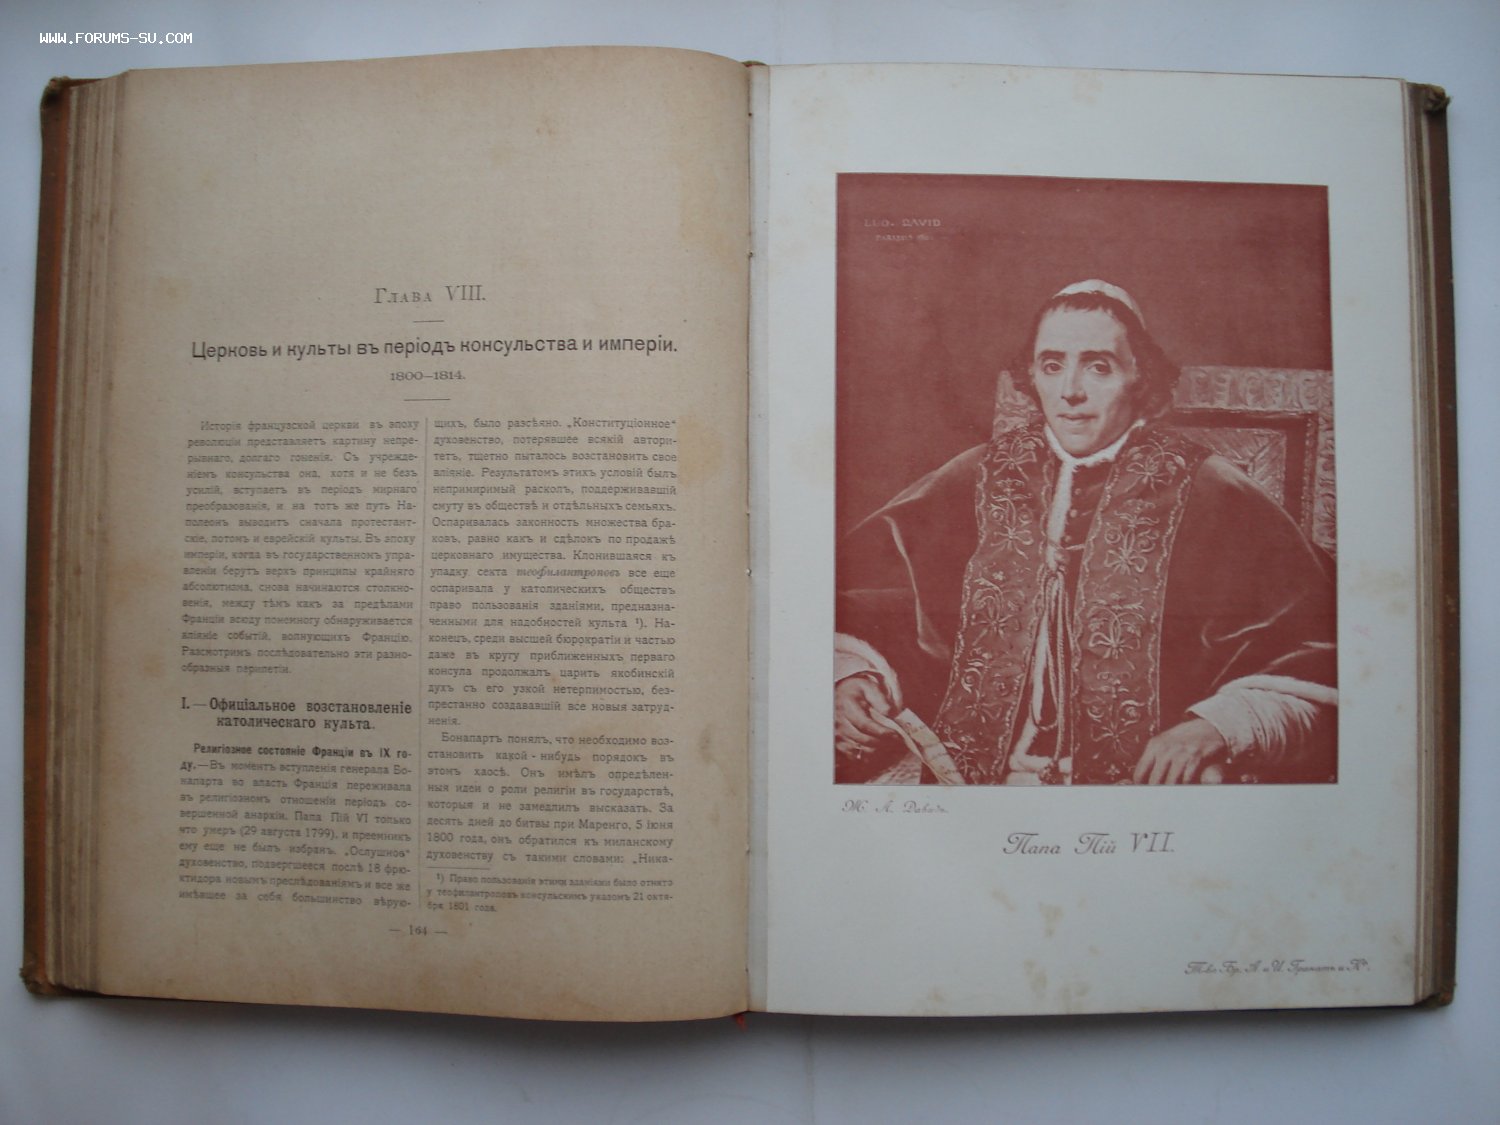 WWW.FORUMS-SU.COM
Глава VIII.
Церковь и культы въ періодъ консульства и имперіи.
1800—1814.
Исторія французской церкви въ эпоху
революціи представляетъ картину непре-
рывнаго, долгаго гоненія. Съ учрежде-
ніемъ консульства она, хотя и не безъ
усилій, вступаетъ въ періодъ мирнаго
преобразованія, и на тотъ же путь На-
полеонъ выводитъ сначала протестант-
скіе, потомъ и еврейскій культы. Въ эпоху
имперіи, когда въ государственномъ упра-
вленіи берутъ верхъ принципы крайняго
абсолютизма, снова начинаются столкно-
венія, между тѣмъ какъ за предѣлами
Франціи всюду понемногу обнаруживается
вліяніе событій, волнующихъ Францію.
Разсмотримъ послѣдовательно эти разно-
образныя перипетіи.
I. — Официіальное возстановленіе
католическаго культа.
Религіозное состояніе Франціи въ IX го-
ду.—Въ моментъ вступленія генерала Бо-
напарта во власть Франція переживала
въ религіозномъ отношеніи періодъ со-
вершенной анархіи. Папа Пій VI только
что умеръ (29 августа 1799), и преемникъ
ему еще не былъ избранъ. „Ослушное“
духовенство, подвергшееся послѣ 18 фрю-
ктидора новымъ преслѣдованіямъ и все же
имѣвшее за себя большинство вѣрую-
щихъ, было разсѣяно. „Конституціонное“
духовенство, потерявшее всякій автори-
тетъ, тщетно пыталось возстановить свое
вліяніе. Результатомъ этихъ условій былъ
непримиримый расколъ, поддерживавшій
смуту въ обществѣ и отдѣльныхъ семьяхъ.
Оспаривалась законность множества бра-
ковъ, равно какъ и сдѣлокъ по продажѣ
церковнаго имущества. Клонившаяся къ
упадку секта теофилантроповъ все еще
оспаривала у католическихъ обществъ
право пользованія зданіями, предназна-
ченными для надобностей культа ¹). На-
конецъ, среди высшей бюрократіи и частью
даже въ кругу приближенныхъ перваго
консула продолжалъ царить якобинскій
духъ съ его узкой нетерпимостью, без-
престанно создававшій все новыя затруд-
ненія.
Бонапартъ понялъ, что необходимо воз-
становить какой-нибудь порядокъ въ
этомъ хаосѣ. Онъ имѣлъ опредѣлен-
ныя идеи о роли религіи въ государствѣ,
которыя и не замедлилъ высказать. За
десять дней до битвы при Маренго, 5 іюня
1800 года, онъ обратился къ миланскому
духовенству съ такими словами: „Ника-
¹) Право пользованія этими зданіями было отнято
у теофилантроповъ консульскимъ указомъ 21 октя-
бря 1801 года.
— 164 —
DAVID
Ж. Л. Давидъ.
Папа Пій VII.
Т-во Бр. А. и И. Гранатъ и Кº.